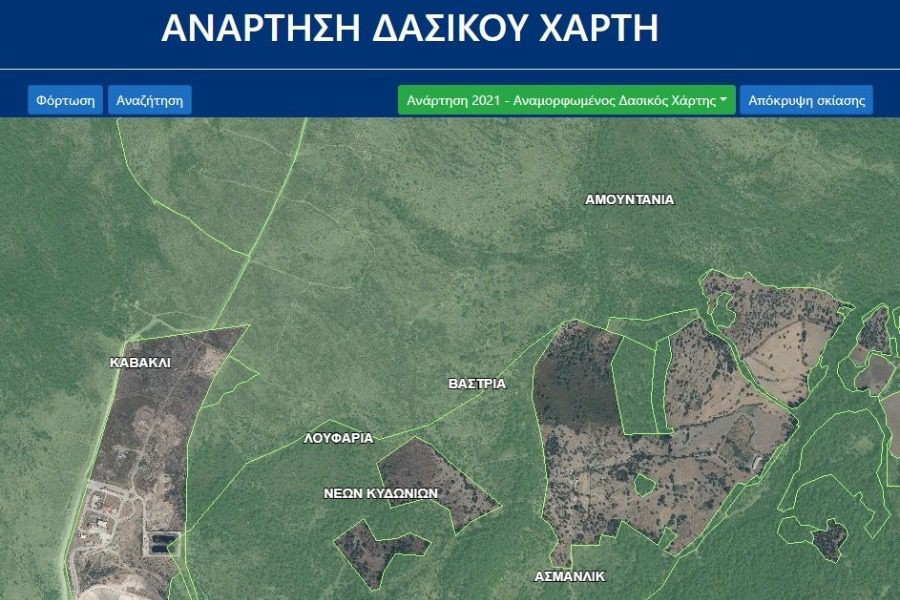 ΑΝΑΡΤΗΣΗ ΔΑΣΙΚΟΥ ΧΑΡΤΗ
Φόρτωση Αναζήτηση Ανάρτηση 2021 - Αναμορφωμένος Δασικός Χάρτης Απόκρυψη σκίασης
ΑΜΟΥΝΤΑΝΙΑ
ΚΑΒΑΚΛΙ
ΒΑΣΤΡΙΑ
ΛΟΥΦΑΡΙΑ
ΝΕΩΝ ΚΥΔΩΝΙΩΝ
ΑΣΜΑΝΛΙΚ